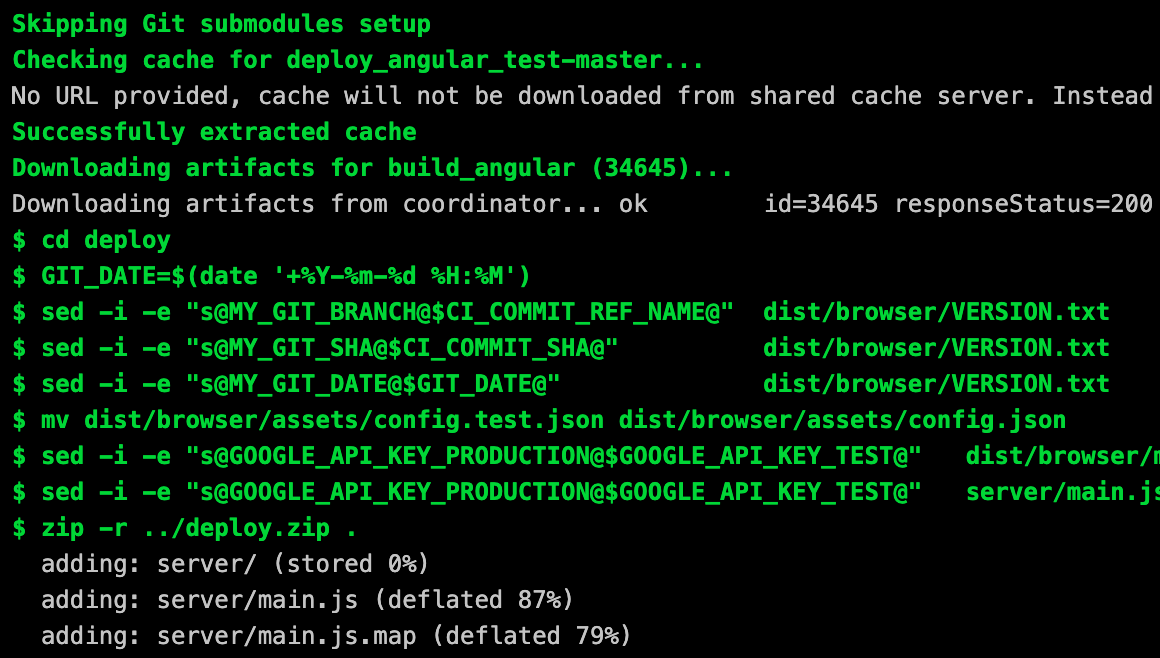 Skipping Git submodules setup
Checking cache for deploy_angular_test-master...
No URL provided, cache will not be downloaded from shared cache server. Instead
Successfully extracted cache
Downloading artifacts for build_angular (34645)...
Downloading artifacts from coordinator... ok        id=34645 responseStatus=200
$ cd deploy
$ GIT_DATE=$(date '+%Y-%m-%d %H:%M')
$ sed -i -e "s@MY_GIT_BRANCH@$CI_COMMIT_REF_NAME@"  dist/browser/VERSION.txt
$ sed -i -e "s@MY_GIT_SHA@$CI_COMMIT_SHA@"          dist/browser/VERSION.txt
$ sed -i -e "s@MY_GIT_DATE@$GIT_DATE@"              dist/browser/VERSION.txt
$ mv dist/browser/assets/config.test.json dist/browser/assets/config.json
$ sed -i -e "s@GOOGLE_API_KEY_PRODUCTION@$GOOGLE_API_KEY_TEST@"   dist/browser/
$ sed -i -e "s@GOOGLE_API_KEY_PRODUCTION@$GOOGLE_API_KEY_TEST@"   server/main.js
$ zip -r ../deploy.zip .
  adding: server/ (stored 0%)
  adding: server/main.js (deflated 87%)
  adding: server/main.js.map (deflated 79%)